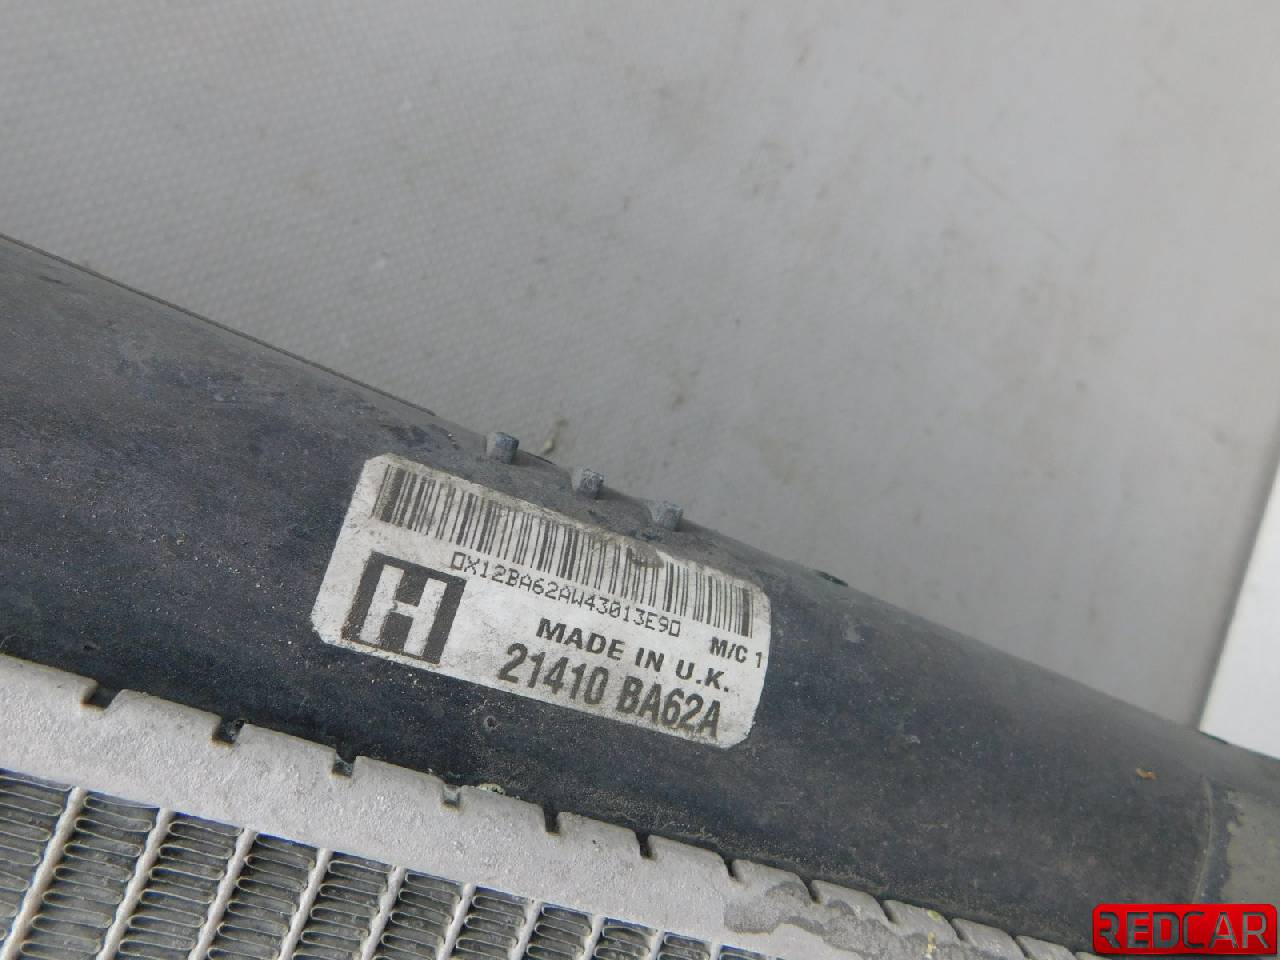 0X12BA62AW43013E90
H
M/C 1
MADE IN U.K.
21410 BA62A
REDCAR